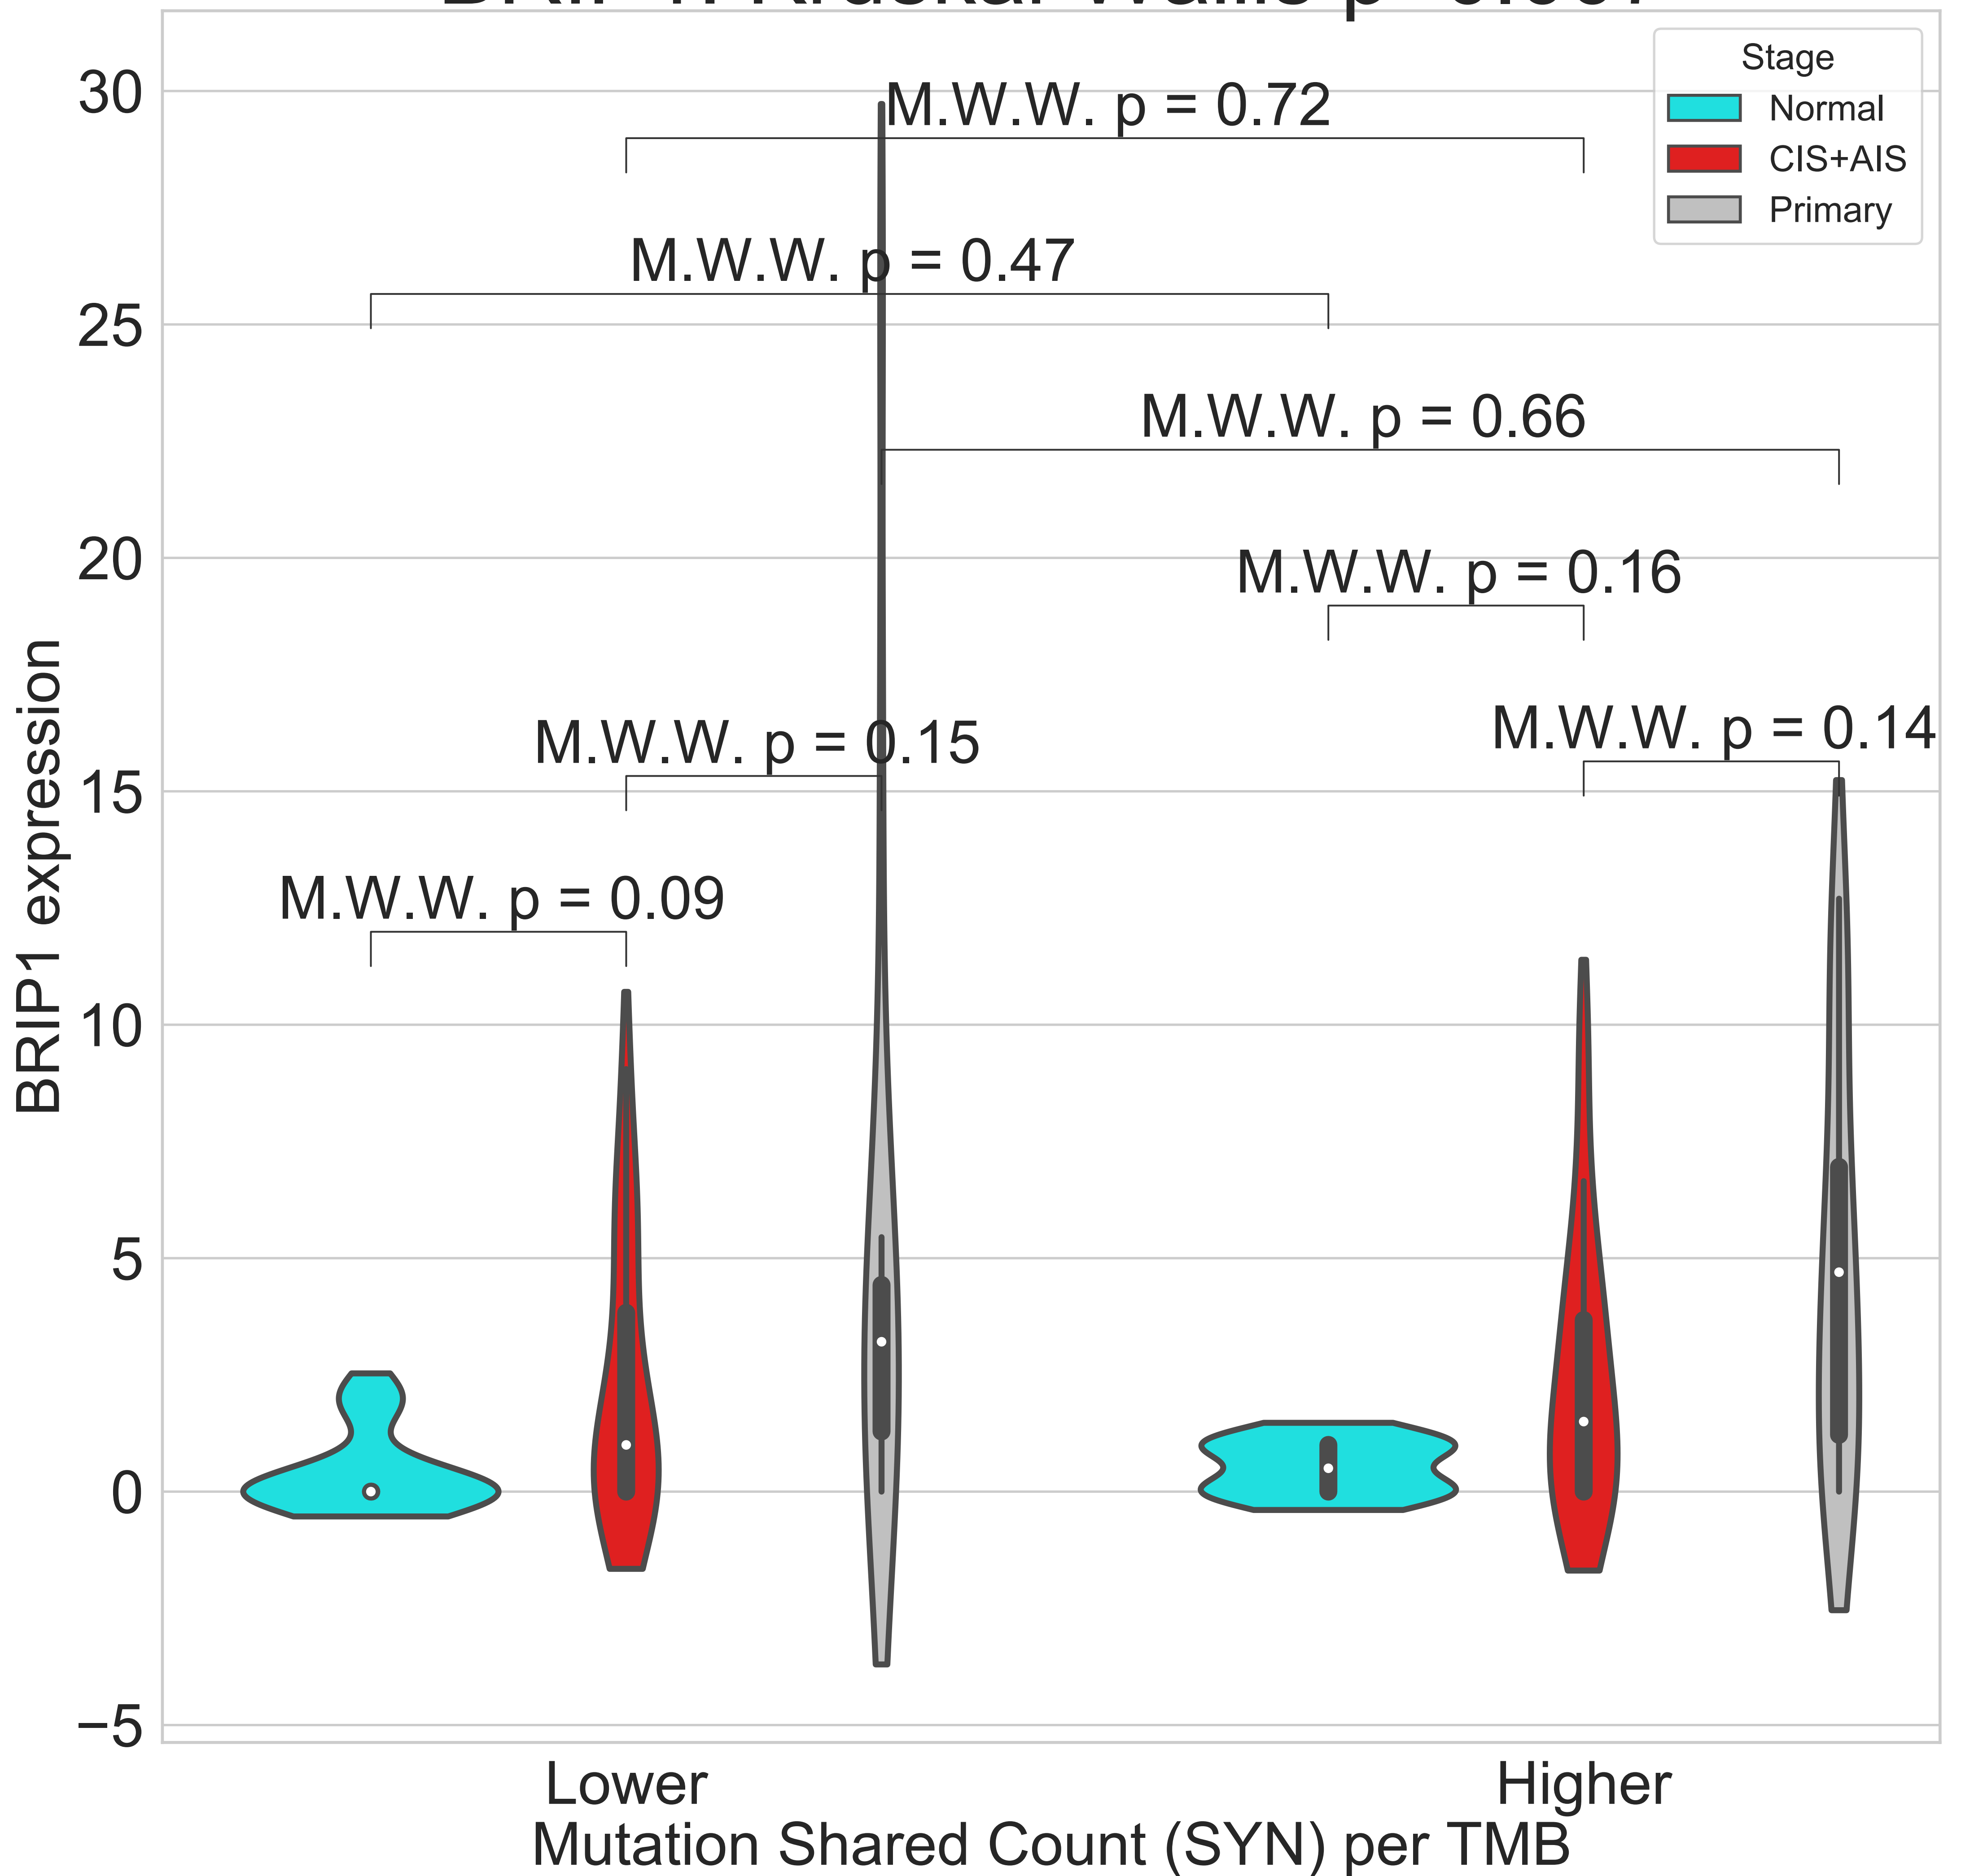 Stage
Normal
CIS+AIS
Primary
30
25
20
15
10
5
0
−5
BRIP1 expression
M.W.W. p = 0.72
M.W.W. p = 0.47
M.W.W. p = 0.66
M.W.W. p = 0.16
M.W.W. p = 0.15
M.W.W. p = 0.14
M.W.W. p = 0.09
Lower
Higher
Mutation Shared Count (SYN) per TMB